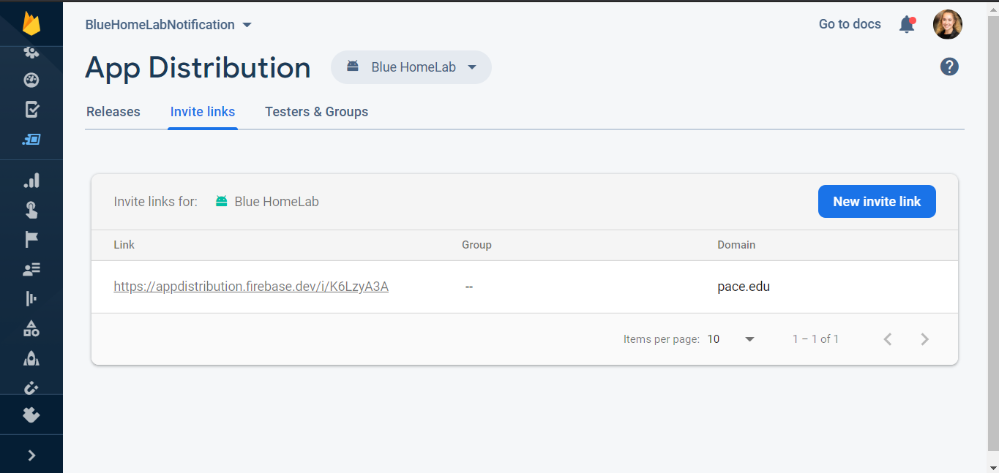 BlueHomeLabNotification
Go to docs
App Distribution
Blue HomeLab
?
Releases
Invite links
Testers & Groups
Invite links for:
Blue HomeLab
New invite link
Link
Group
Domain
https://appdistribution.firebase.dev/i/K6LzyA3A
--
pace.edu
Items per page: 10
1 – 1 of 1